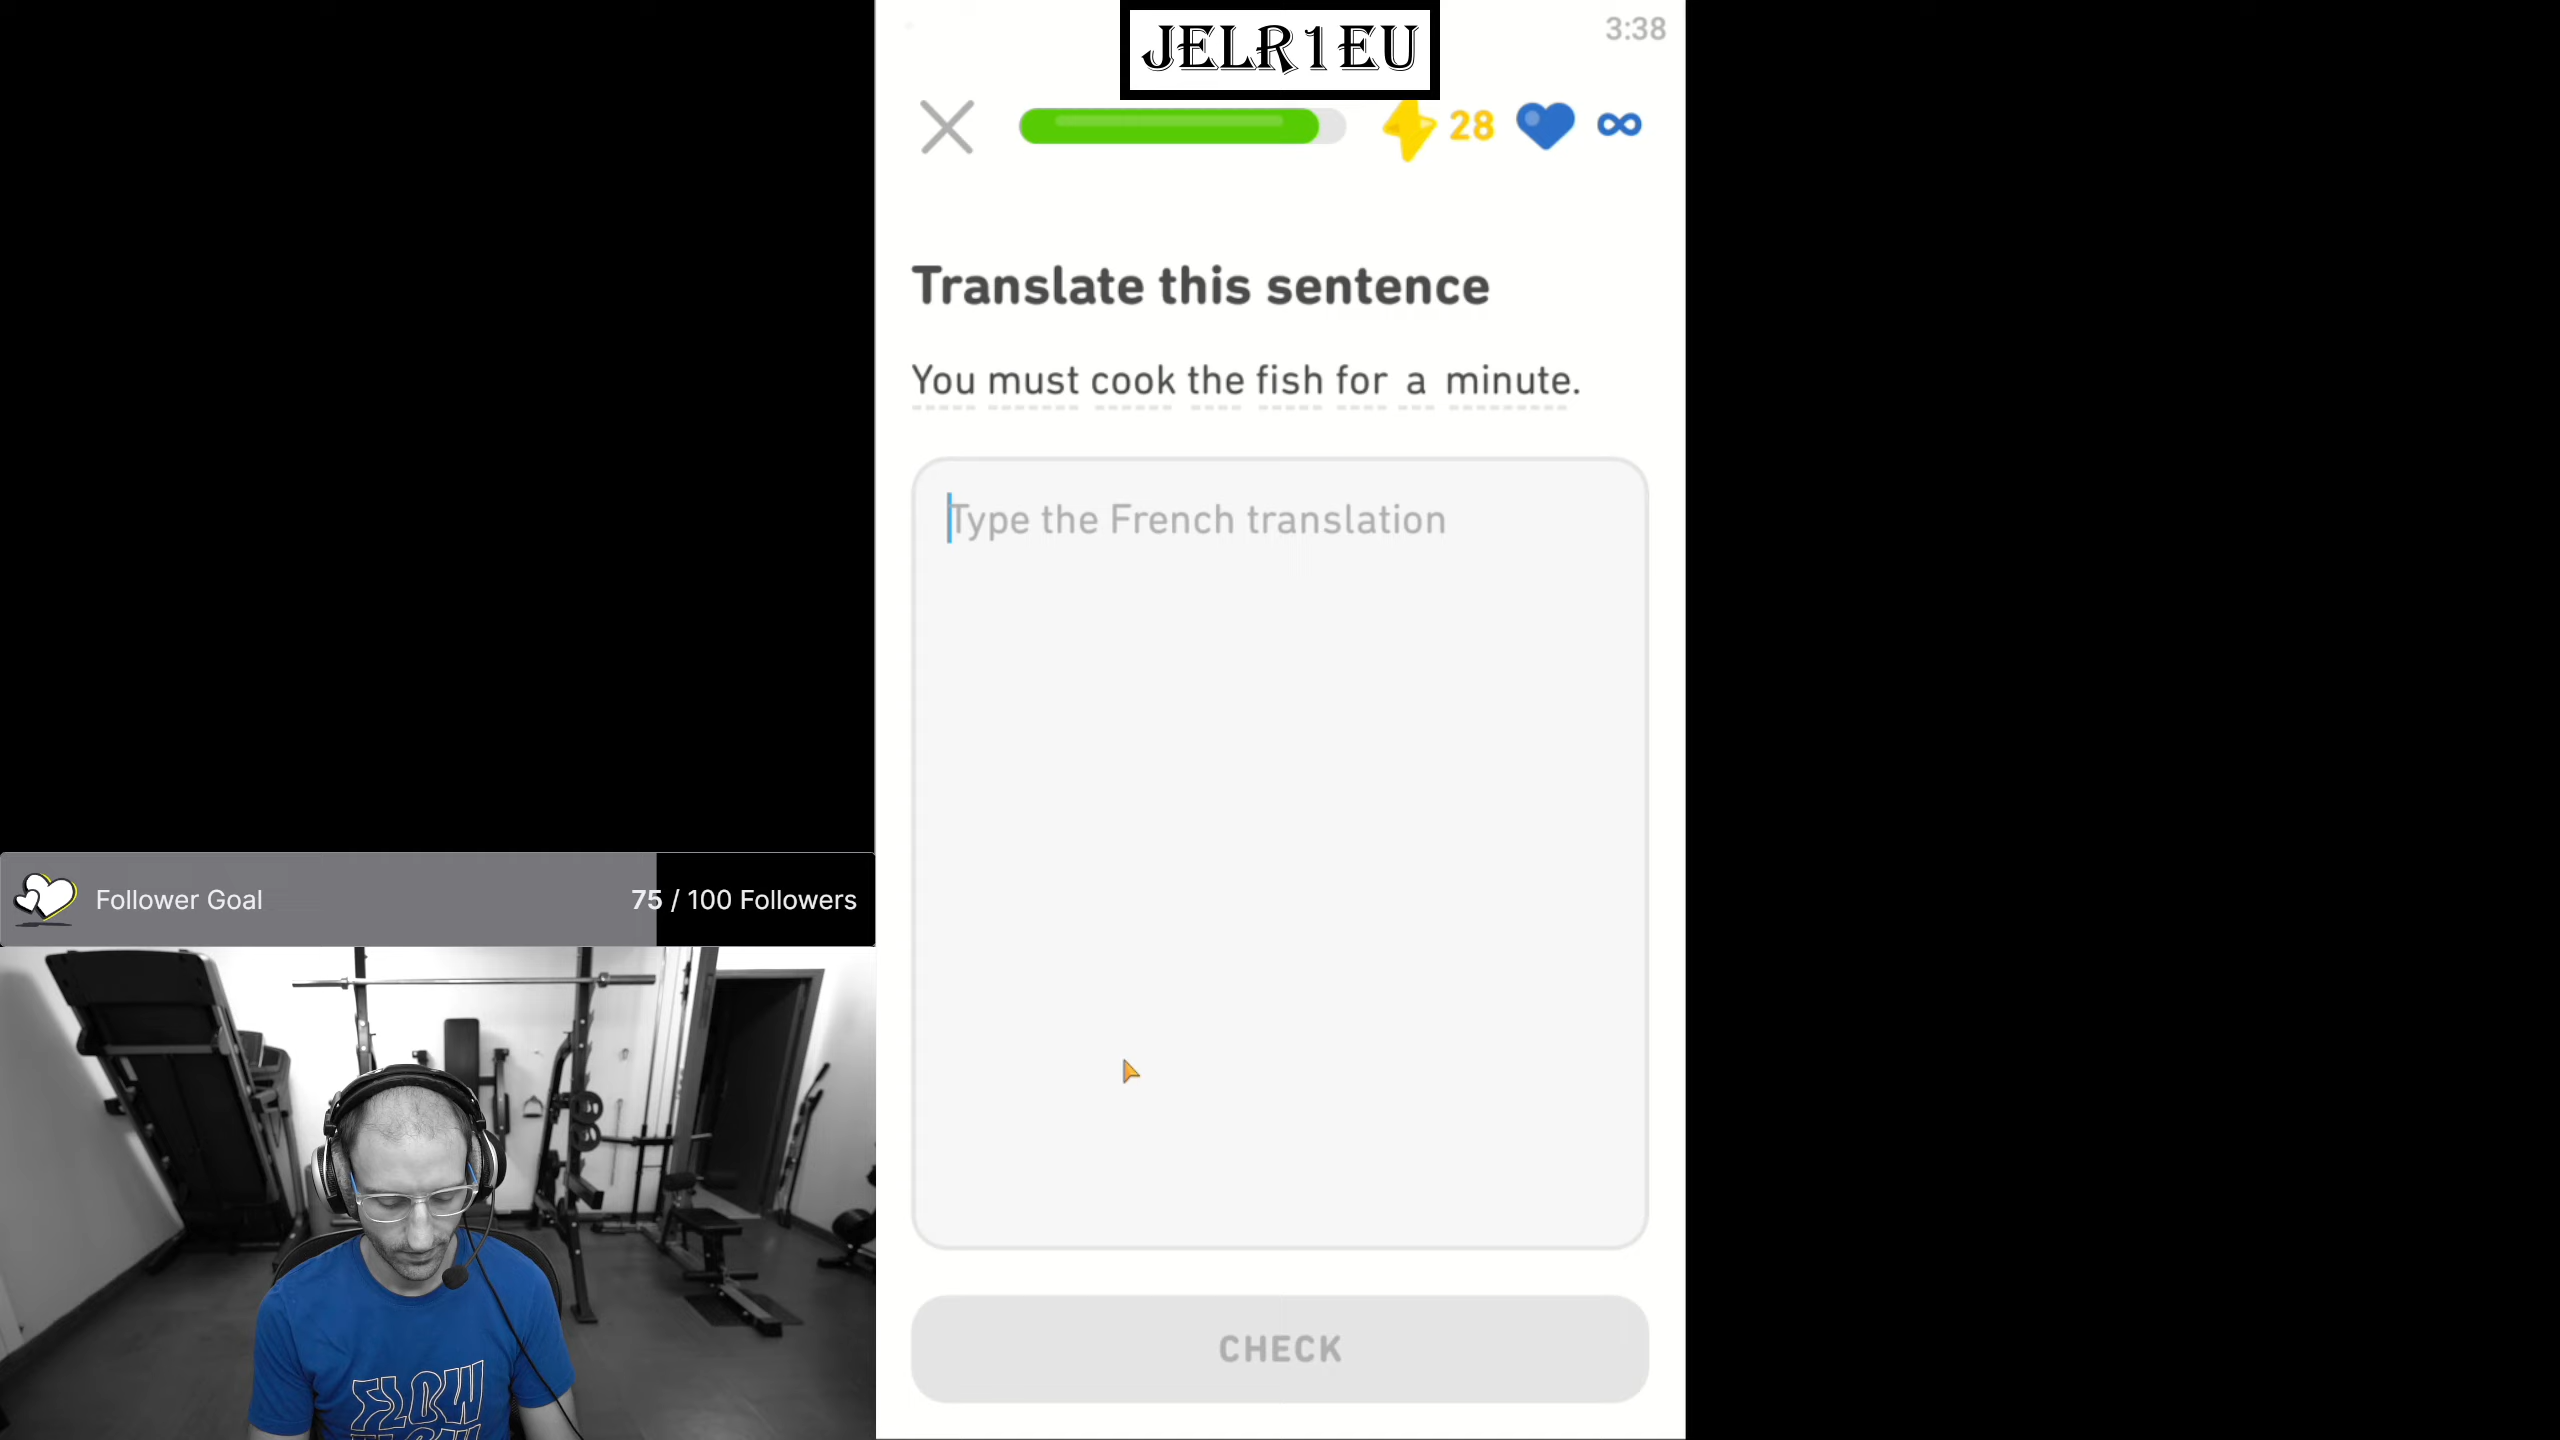 JELR1EU
3:38
28
Translate this sentence
You must cook the fish for a minute.
Type the French translation
Follower Goal
75 / 100 Followers
FLOW
CHECK